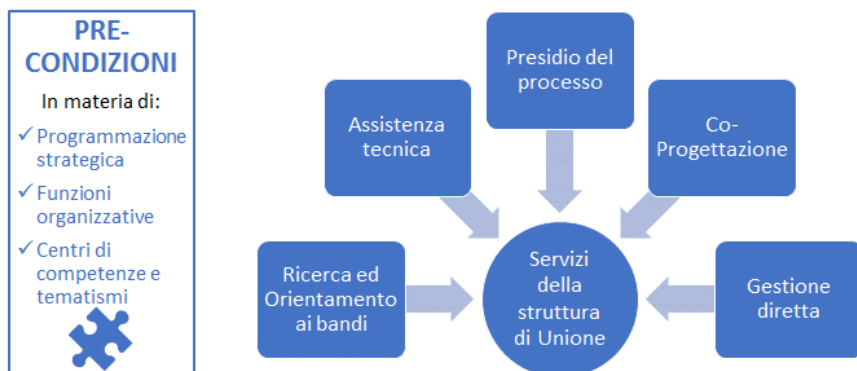 PRE-
CONDIZIONI
In materia di:
✓ Programmazione
strategica
✓ Funzioni
organizzative
✓ Centri di
competenze e
tematismi
Ricerca ed
Orientamento
ai bandi
Assistenza
tecnica
Presidio del
processo
Co-
Progettazione
Gestione
diretta
Servizi
della
struttura
di Unione